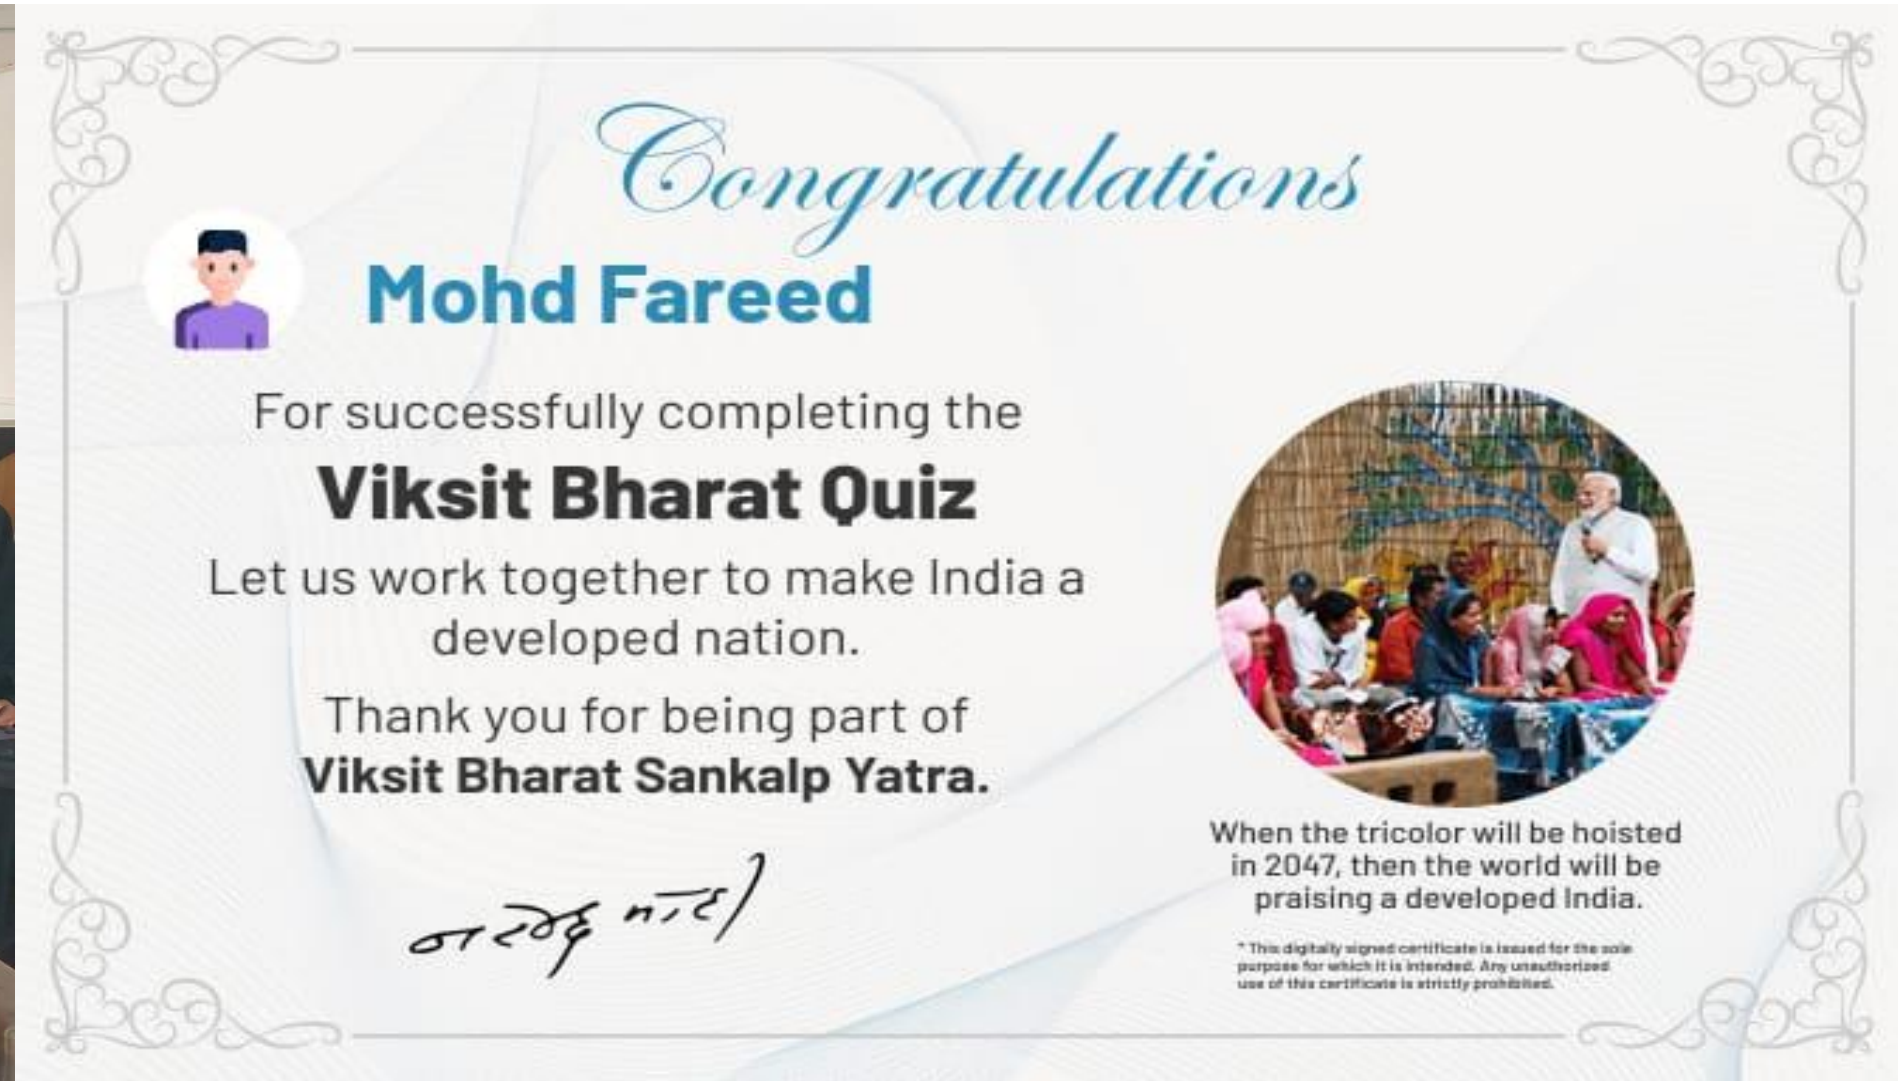 Congratulations
Mohd Fareed
For successfully completing the
Viksit Bharat Quiz
Let us work together to make India a
developed nation.
Thank you for being part of
Viksit Bharat Sankalp Yatra.
नरेन्द्र मोदी
When the tricolor will be hoisted
in 2047, then the world will be
praising a developed India.
* This digitally signed certificate is issued for the sole
purpose for which it is intended. Any unauthorized
use of this certificate is strictly prohibited.